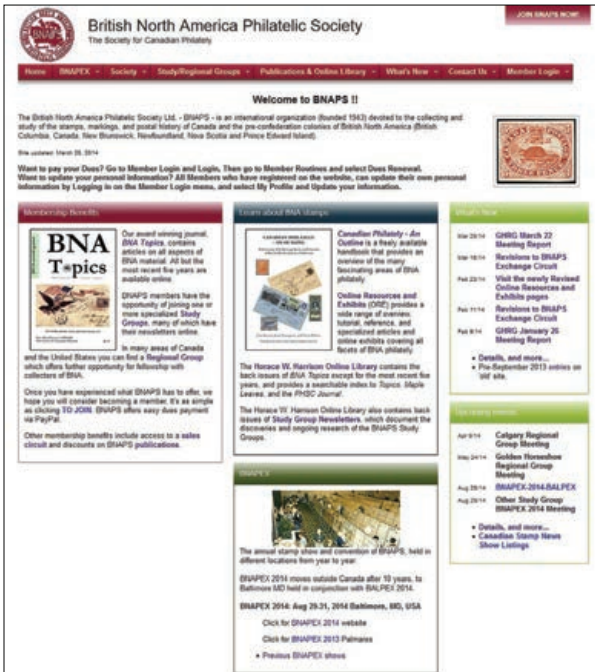 British North America Philatelic Society
The Society for Canadian Philately
JOIN BNAPS NOW!
Home BNAPEX Society Study/Regional Groups Publications & Online Library What's New Contact Us Member Login
Welcome to BNAPS !!
The British North America Philatelic Society Ltd. - BNAPS - is an international organization (founded 1943) devoted to the collecting and
study of the stamps, markings, and postal history of Canada and the pre-confederation colonies of British North America (British
Columbia, Canada, New Brunswick, Newfoundland, Nova Scotia and Prince Edward Island).
Site updated: March 28, 2014
Want to pay your Dues? Go to Member Login and Login, Then go to Member Routines and select Dues Renewal.
Want to update your personal information? All Members who have registered on the website, can update their own personal
information by Logging in on the Member Login menu, and select My Profile and Update your information.
Membership Benefits
BNA
Topics
Our award winning journal,
BNA Topics, contains
articles on all aspects of
BNA material. All but the
most recent five years are
available online.
BNAPS members have the
opportunity of joining one or
more specialized Study
Groups, many of which have
their newsletters online
In many areas of Canada
and the United States you can find a Regional Group
which offers further opportunity for fellowship with
collectors of BNA.
Once you have experienced what BNAPS has to offer, we
hope you will consider becoming a member. It's as simple
as clicking TO JOIN. BNAPS offers easy dues payment
via PayPal.
Other membership benefits include access to a sales
circuit and discounts on BNAPS publications.
Learn about BNA stamps
Canadian Philately - An
Outline is a freely available
handbook that provides an
overview of the many
fascinating areas of BNA
philately.
Online Resources and
Exhibits (ORE) provides a
wide range of overview,
tutorial, reference, and
specialized articles and
online exhibits covering all
facets of BNA philately.
The Horace W. Harrison Online Library contains the
back issues of BNA Topics except for the most recent five
years, and provides a searchable index to Topics, Maple
Leaves, and the PHSC Journal.
The Horace W. Harrison Online Library also contains back
issues of Study Group Newsletters, which document the
discoveries and ongoing research of the BNAPS Study
Groups.
BNAPEX
The annual stamp show and convention of BNAPS, held in
different locations from year to year.
BNAPEX 2014 moves outside Canada after 10 years, to
Baltimore MD held in conjunction with BALPEX 2014.
BNAPEX 2014: Aug 29-31, 2014 Baltimore, MD, USA
Click for BNAPEX 2014 website
Click for BNAPEX 2013 Palmares
Previous BNAPEX shows
What's New
GHRG March 22
Meeting Report
Revisions to BNAPS
Exchange Circuit
Visit the newly Revised
Online Resources and
Exhibits pages
Revisions to BNAPS
Exchange Circuit
GHRG January 26
Meeting Report
Details, and more...
Pre-September 2013 entries on
'old' site.
Upcoming Events
Calgary Regional
Group Meeting
Golden Horseshoe
Regional Group
Meeting
BNAPEX-2014-BALPEX
Other Study Group
BNAPEX 2014 Meeting
Details, and more...
Canadian Stamp News
Show Listings